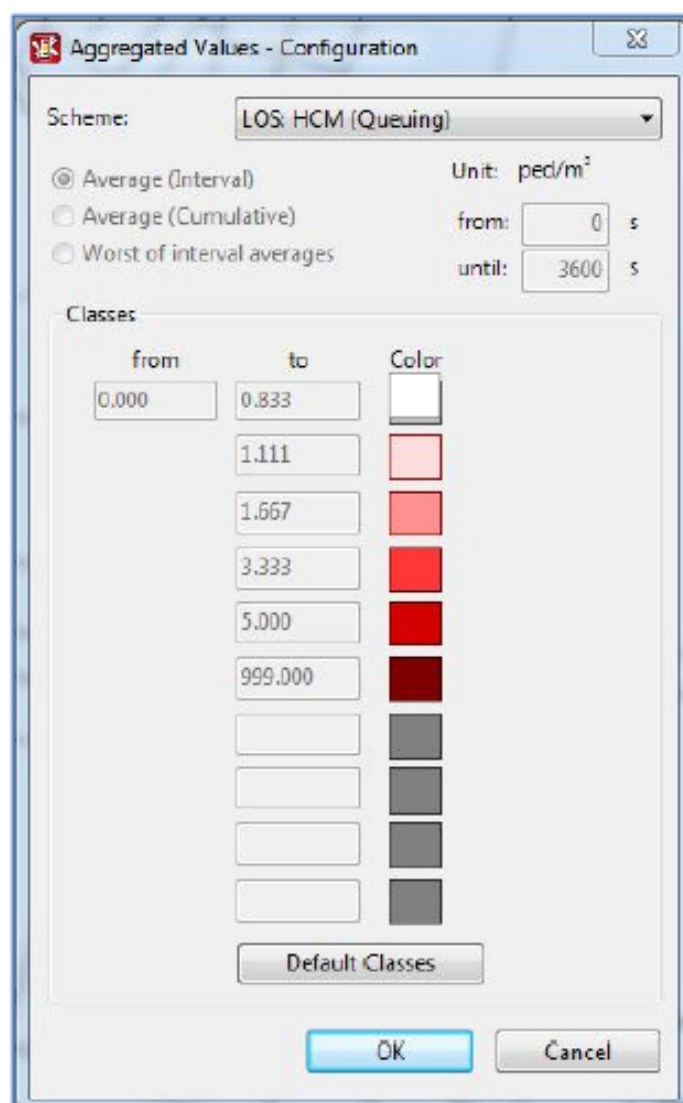 Aggregated Values - Configuration
Scheme: LOS: HCM (Queuing)
Average (Interval)
Unit: ped/m²
Average (Cumulative)
from: 0 s
Worst of interval averages
until: 3600 s
Classes
from to Color
0.000 0.833
1.111
1.667
3.333
5.000
999.000
Default Classes
OK Cancel